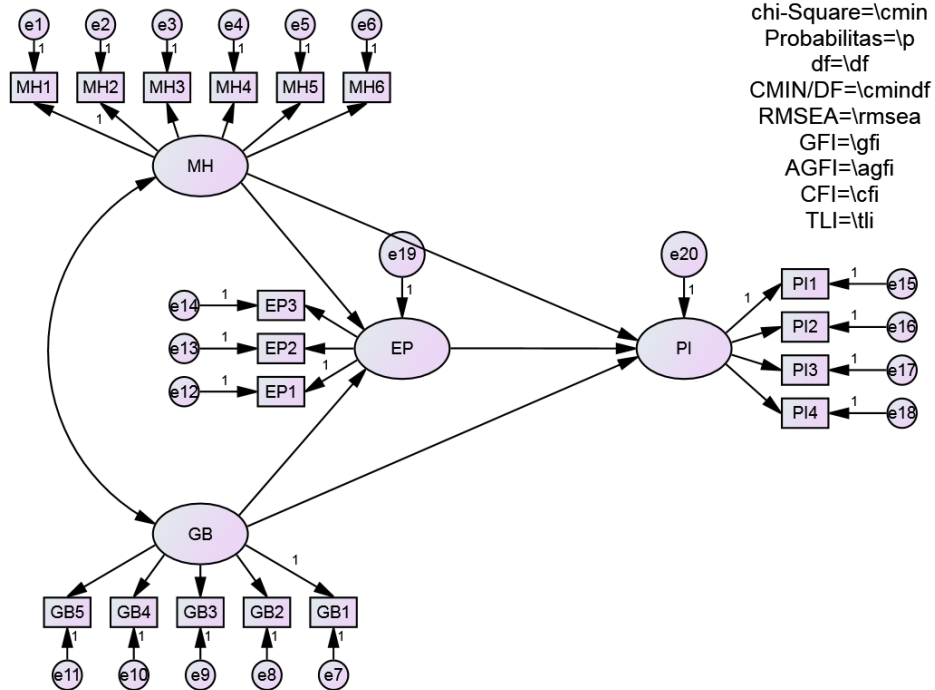 chi-Square=\cmin
Probabilitas=\p
df=\df
CMIN/DF=\cmindf
RMSEA=\rmsea
GFI=\gfi
AGFI=\agfi
CFI=\cfi
TLI=\tli
e1 e2 e3 e4 e5 e6
1 1 1 1 1 1
MH1 MH2 MH3 MH4 MH5 MH6
1
MH
e19 e20
1 1
e14 1 EP3
e13 1 EP2
e12 1 EP1
1
EP
PI
1
PI1 1 e15
PI2 1 e16
PI3 1 e17
PI4 1 e18
GB
1
GB5 GB4 GB3 GB2 GB1
1 1 1 1 1
e11 e10 e9 e8 e7